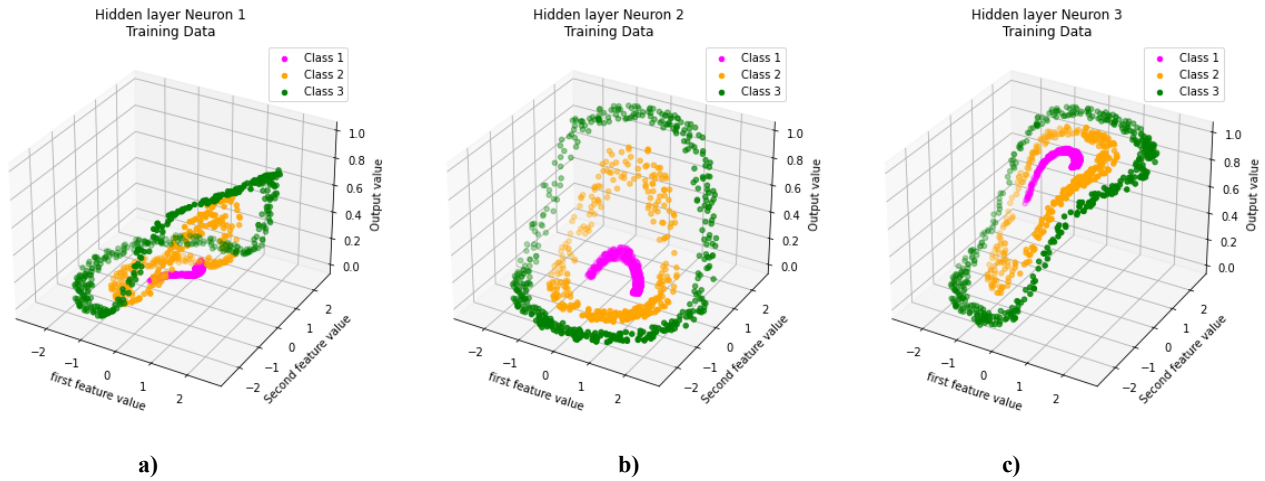 Hidden layer Neuron 1
Training Data
Class 1
Class 2
Class 3
1.0
0.8
0.6
0.4
0.2
0.0
Output value
−2
−1
0
1
2
first feature value
−2
−1
0
1
2
Second feature value
a)
Hidden layer Neuron 2
Training Data
Class 1
Class 2
Class 3
1.0
0.8
0.6
0.4
0.2
0.0
Output value
−2
−1
0
1
2
first feature value
−2
−1
0
1
2
Second feature value
b)
Hidden layer Neuron 3
Training Data
Class 1
Class 2
Class 3
1.0
0.8
0.6
0.4
0.2
0.0
Output value
−2
−1
0
1
2
first feature value
−2
−1
0
1
2
Second feature value
c)